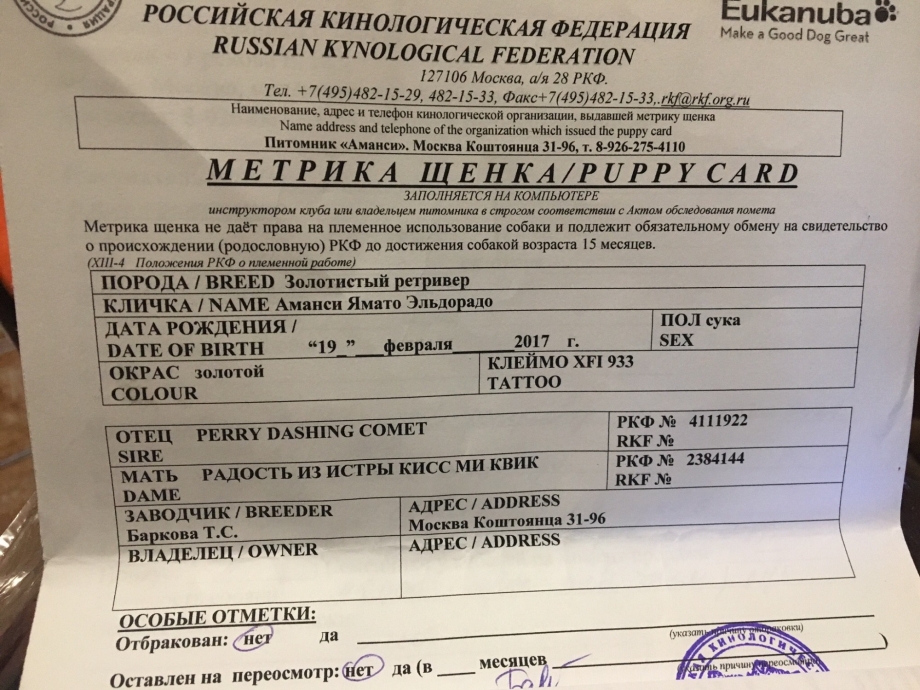 РОССИЙСКАЯ КИНОЛОГИЧЕСКАЯ ФЕДЕРАЦИЯ
RUSSIAN KYNOLOGICAL FEDERATION
Eukanuba
Make a Good Dog Great
127106 Москва, а/я 28 РКФ.
Тел. +7(495)482-15-29, 482-15-33, Факс+7(495)482-15-33,.rkf@rkf.org.ru
Наименование, адрес и телефон кинологической организации, выдавшей метрику щенка
Name address and telephone of the organization which issued the puppy card
Питомник «Аманси». Москва Коштоянца 31-96, т. 8-926-275-4110
МЕТРИКА ЩЕНКА/PUPPY CARD
ЗАПОЛНЯЕТСЯ НА КОМПЬЮТЕРЕ
инструктором клуба или владельцем питомника в строгом соответствии с Актом обследования помета
Метрика щенка не даёт права на племенное использование собаки и подлежит обязательному обмену на свидетельство
о происхождении (родословную) РКФ до достижения собакой возраста 15 месяцев.
(XIII-4 Положения РКФ о племенной работе)
ПОРОДА / BREED Золотистый ретривер
КЛИЧКА / NAME Аманси Ямато Эльдорадо
ДАТА РОЖДЕНИЯ /
DATE OF BIRTH “19_”___февраля_______2017 г.
ПОЛ сука
SEX
ОКРАС золотой
COLOUR
КЛЕЙМО XFI 933
TATTOO
ОТЕЦ PERRY DASHING COMET
SIRE
РКФ № 4111922
RKF №
МАТЬ РАДОСТЬ ИЗ ИСТРЫ КИСС МИ КВИК
DAME
РКФ № 2384144
RKF №
ЗАВОДЧИК / BREEDER
Баркова Т.С.
АДРЕС / ADDRESS
Москва Коштоянца 31-96
ВЛАДЕЛЕЦ / OWNER
АДРЕС / ADDRESS
ОСОБЫЕ ОТМЕТКИ:
Отбракован: нет да
(указать причину отбраковки)
Оставлен на переосмотр: нет да (в ____ месяцев )
(указать причину переосмотра)